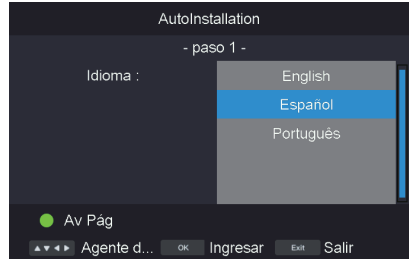 AutoInstallation
- paso 1 -
Idioma :
English
Español
Português
Av Pág
Agente d... OK Ingresar Exit Salir